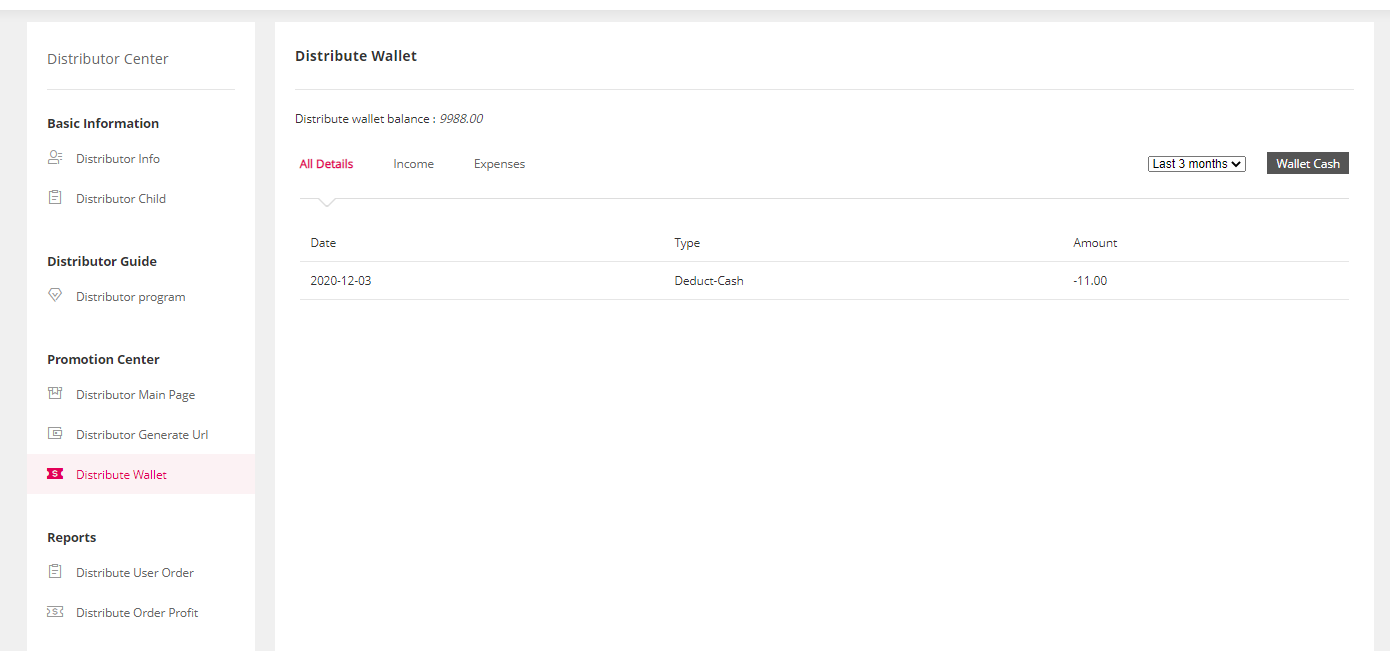 Distributor Center
Basic Information
Distributor Info
Distributor Child
Distributor Guide
Distributor program
Promotion Center
Distributor Main Page
Distributor Generate Url
Distribute Wallet
Reports
Distribute User Order
Distribute Order Profit
Distribute Wallet
Distribute wallet balance : 9988.00
All Details Income Expenses Last 3 months Wallet Cash
Date Type Amount
2020-12-03 Deduct-Cash -11.00